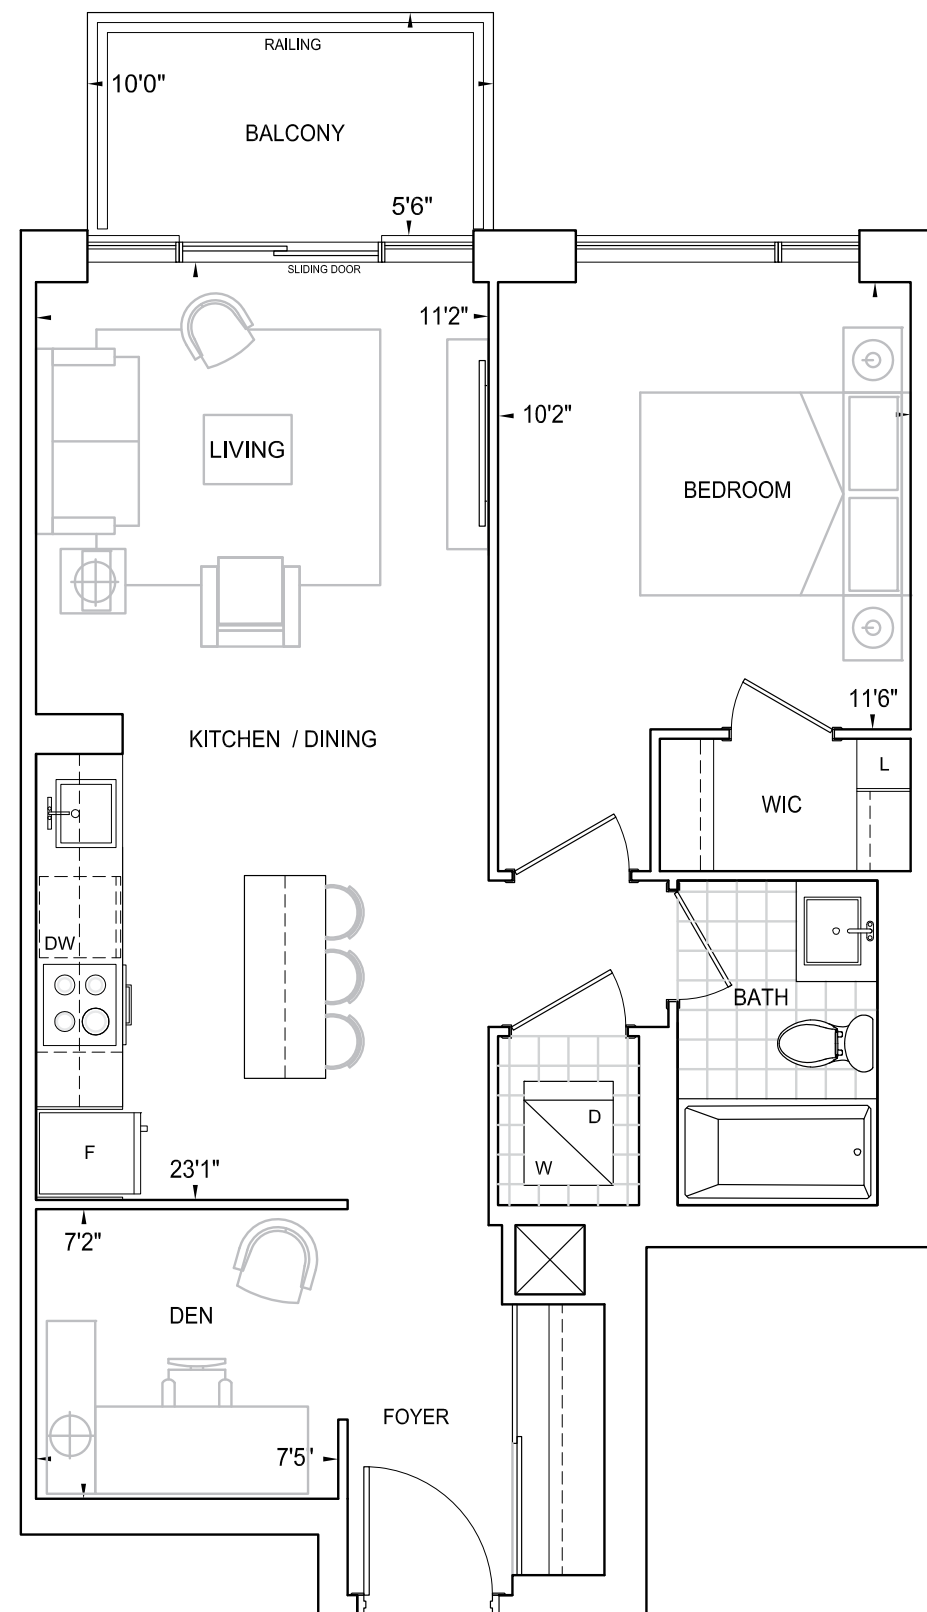 RAILING
10'0"
BALCONY
5'6"
SLIDING DOOR
11'2"
10'2"
LIVING
BEDROOM
11'6"
KITCHEN / DINING
L
WIC
DW
BATH
D
W
F
23'1"
7'2"
DEN
FOYER
7'5'